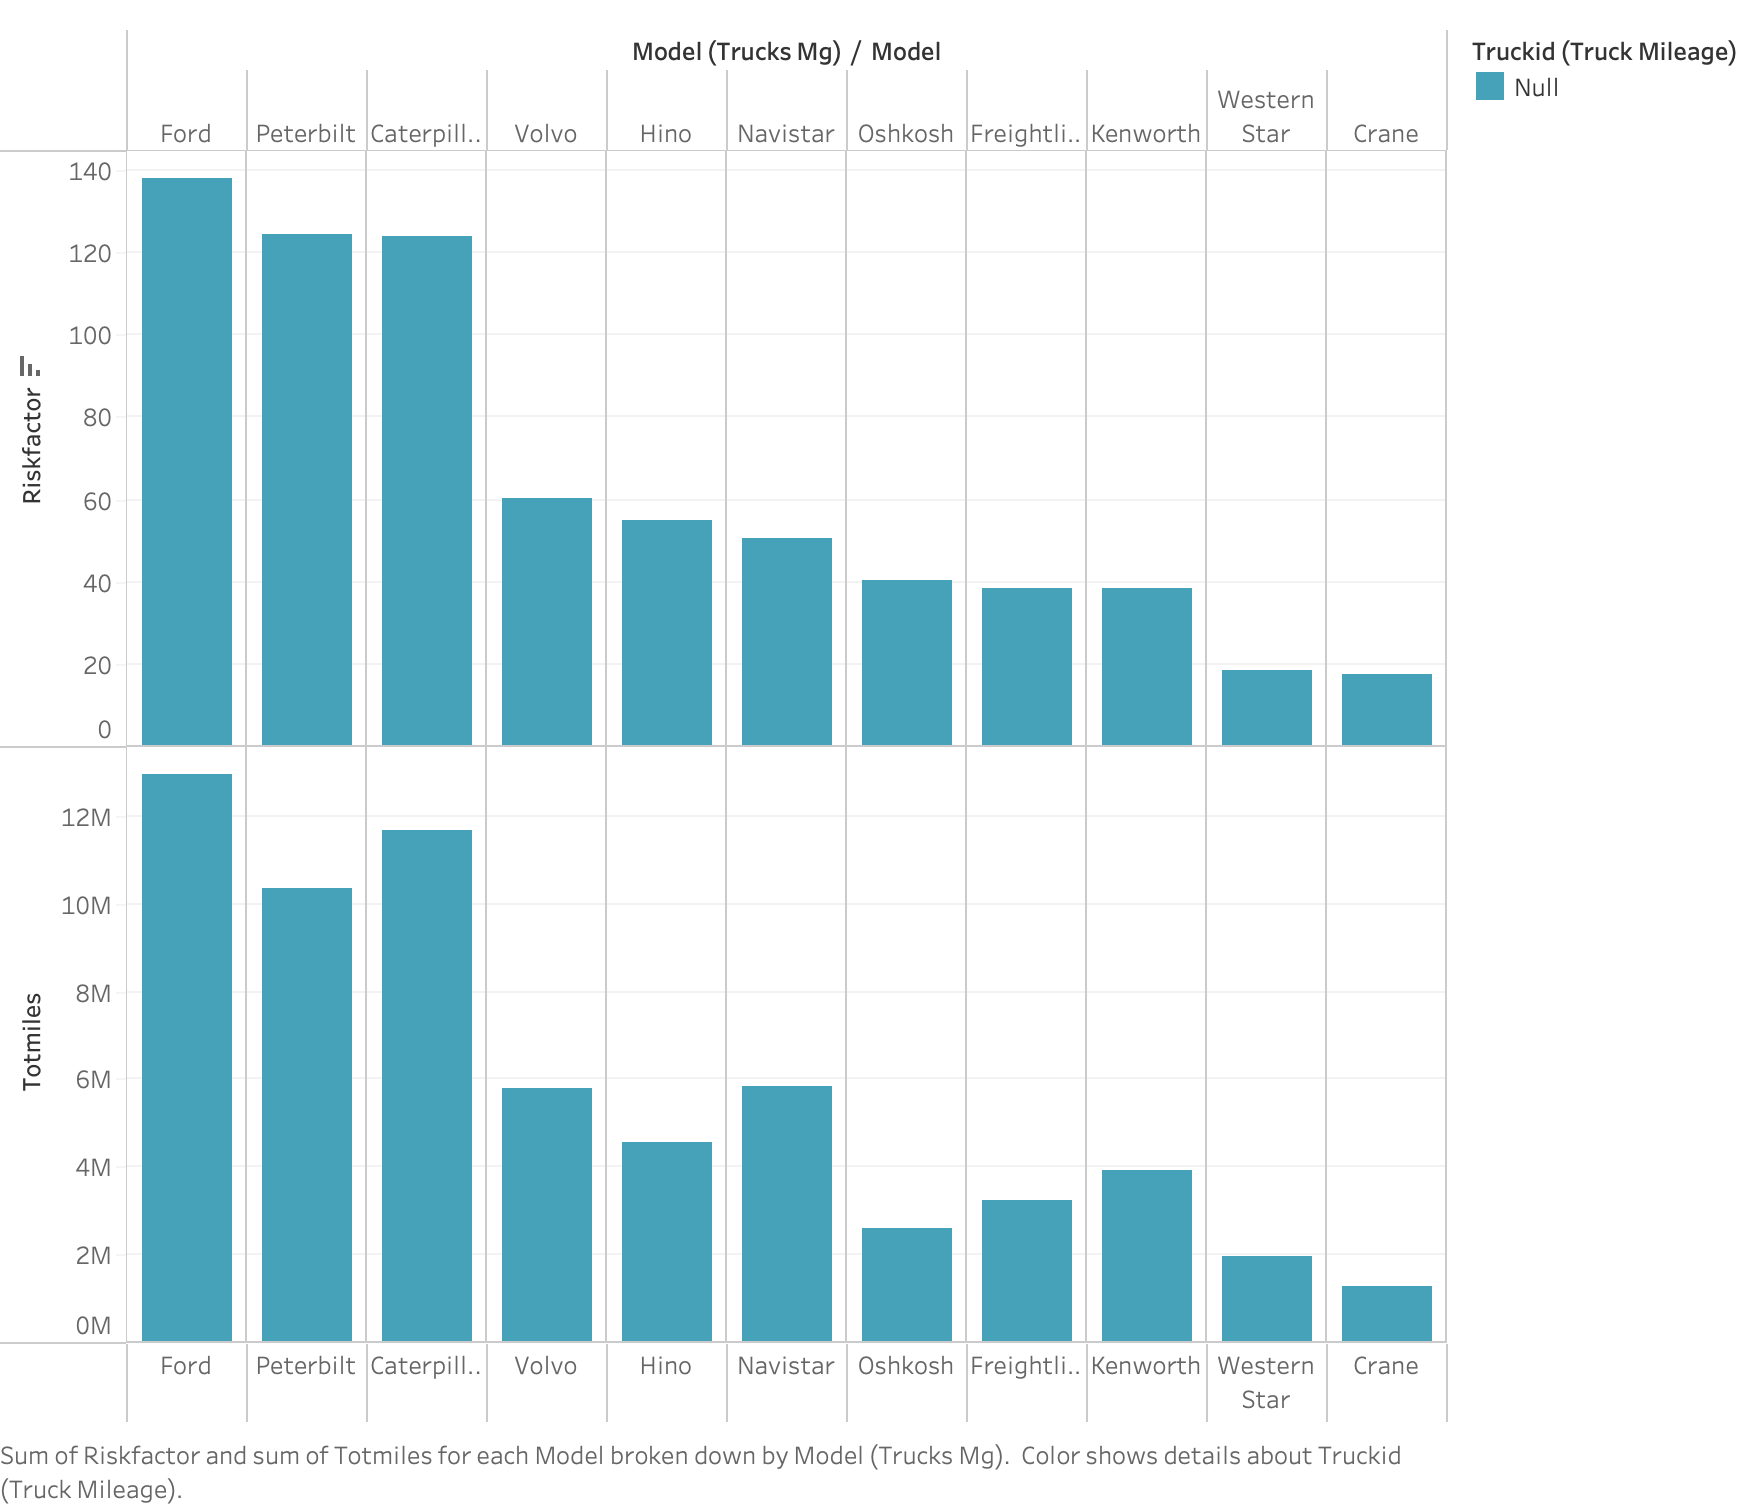 Model (Trucks Mg) / Model
Truckid (Truck Mileage)
Null
Ford Peterbilt Caterpill.. Volvo Hino Navistar Oshkosh Freightli.. Kenworth Western Star Crane
Riskfactor
140
120
100
80
60
40
20
0
Totmiles
12M
10M
8M
6M
4M
2M
0M
Ford Peterbilt Caterpill.. Volvo Hino Navistar Oshkosh Freightli.. Kenworth Western Star Crane
Sum of Riskfactor and sum of Totmiles for each Model broken down by Model (Trucks Mg). Color shows details about Truckid
(Truck Mileage).